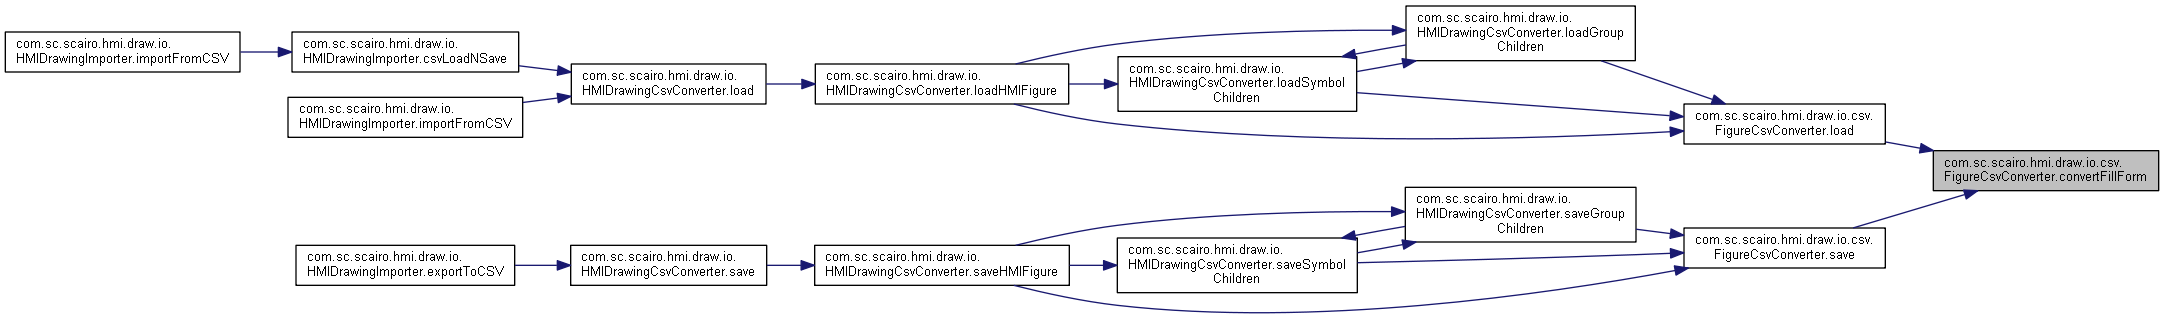 com.sc.scairo.hmi.draw.io.
HMIDrawingImporter.importFromCSV
com.sc.scairo.hmi.draw.io.
HMIDrawingImporter.csvLoadNSave
com.sc.scairo.hmi.draw.io.
HMIDrawingImporter.importFromCSV
com.sc.scairo.hmi.draw.io.
HMIDrawingCsvConverter.load
com.sc.scairo.hmi.draw.io.
HMIDrawingCsvConverter.loadHMIFigure
com.sc.scairo.hmi.draw.io.
HMIDrawingCsvConverter.loadSymbol
Children
com.sc.scairo.hmi.draw.io.
HMIDrawingCsvConverter.loadGroup
Children
com.sc.scairo.hmi.draw.io.csv.
FigureCsvConverter.load
com.sc.scairo.hmi.draw.io.csv.
FigureCsvConverter.convertFillForm
com.sc.scairo.hmi.draw.io.
HMIDrawingImporter.exportToCSV
com.sc.scairo.hmi.draw.io.
HMIDrawingCsvConverter.save
com.sc.scairo.hmi.draw.io.
HMIDrawingCsvConverter.saveHMIFigure
com.sc.scairo.hmi.draw.io.
HMIDrawingCsvConverter.saveSymbol
Children
com.sc.scairo.hmi.draw.io.
HMIDrawingCsvConverter.saveGroup
Children
com.sc.scairo.hmi.draw.io.csv.
FigureCsvConverter.save